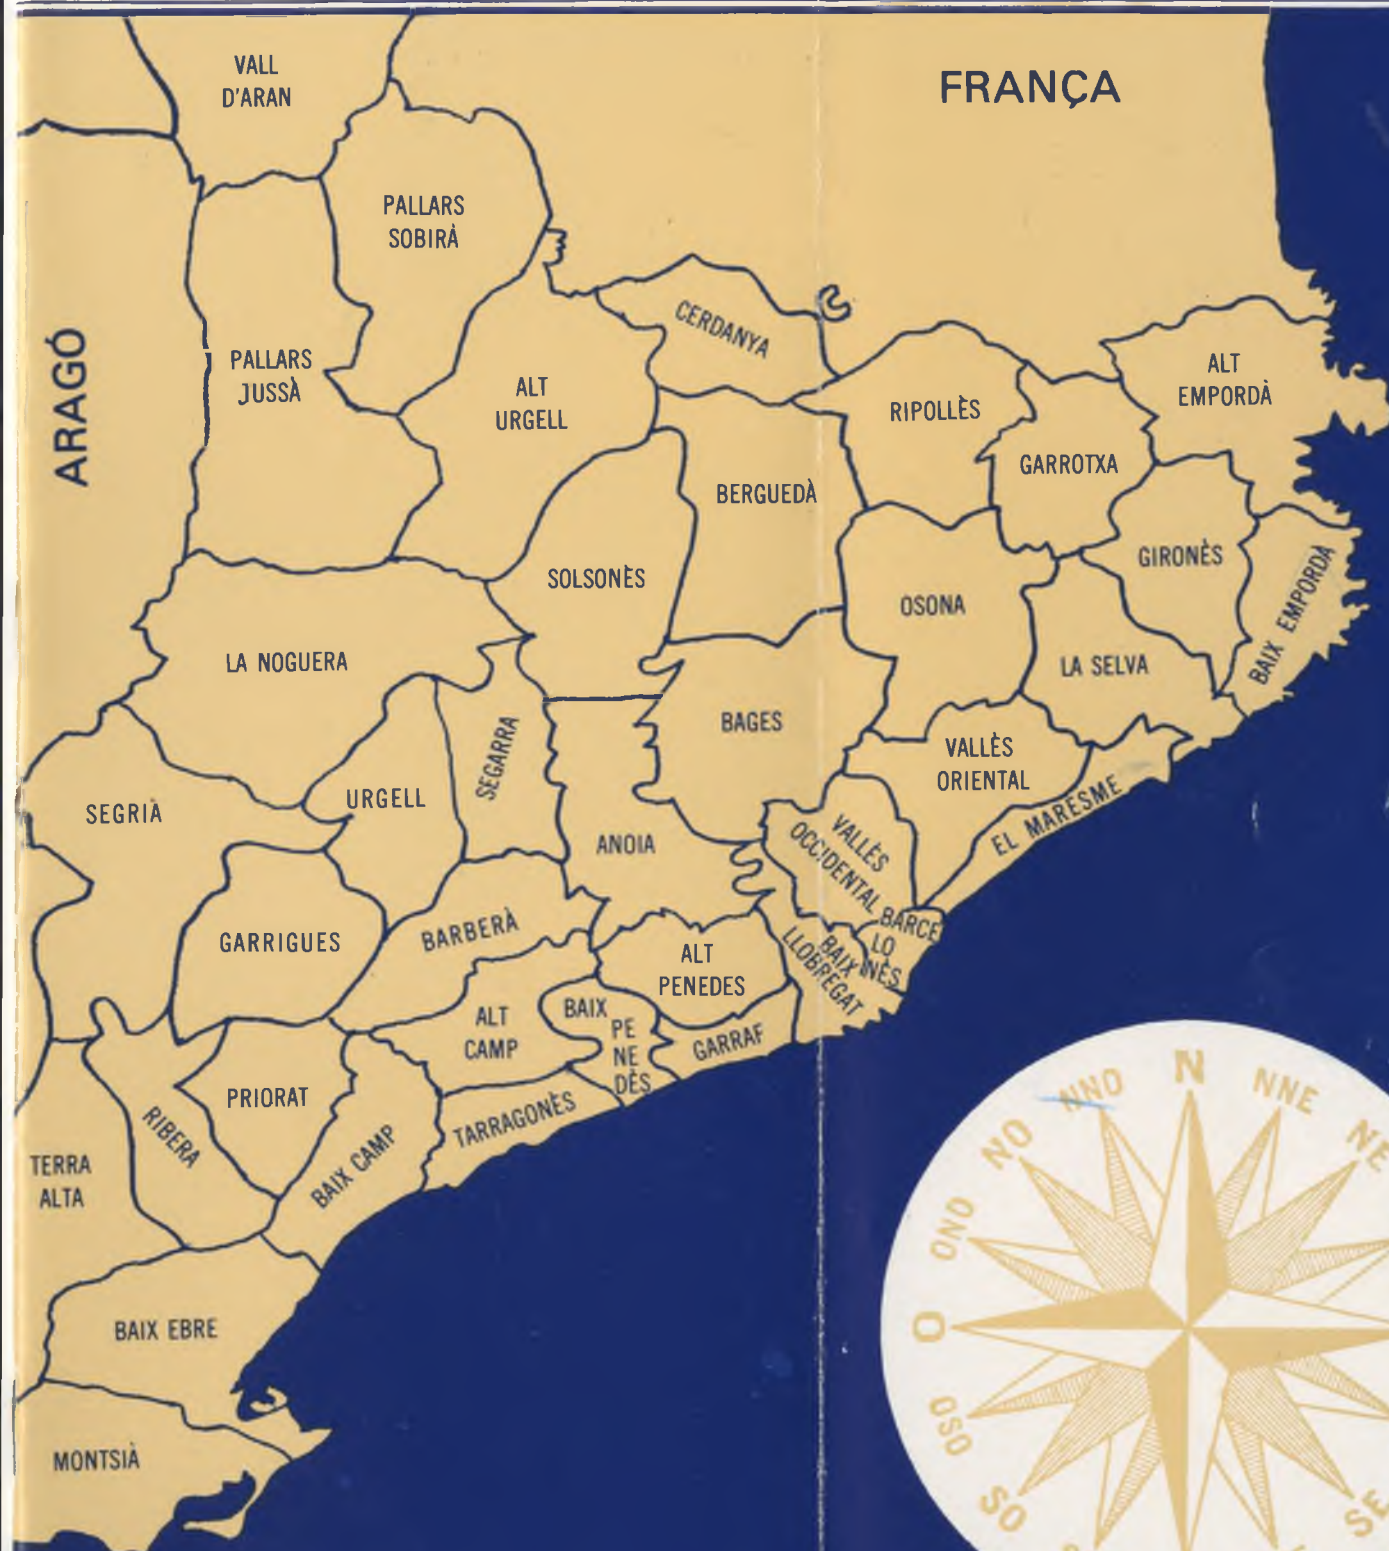 VALL
D'ARAN
FRANÇA
PALLARS
SOBIRÀ
CERDANYA
ARAGÓ
PALLARS
JUSSÀ
ALT
URGELL
RIPOLLÈS
ALT
EMPORDÀ
GARROTXA
BERGUEDÀ
SOLSONÈS
GIRONÈS
OSONA
BAIX EMPORDÀ
LA NOGUERA
LA SELVA
BAGES
SEGARRA
VALLÈS
ORIENTAL
SEGRIÀ
URGELL
EL MARESME
ANOIA
VALLÈS
OCCIDENTAL
GARRIGUES
BARBERÀ
BARCE
LO
NÈS
ALT
PENEDES
BAIX
LLOBREGAT
ALT
CAMP
BAIX
PE
NE
DÈS
GARRAF
PRIORAT
RIBERA
TARRAGONÈS
BAIX CAMP
TERRA
ALTA
BAIX EBRE
MONTSIÀ
N
NNE
NE
NNO
NO
ONO
O
OSO
SO
SE